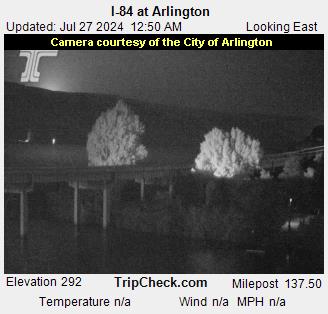 I-84 at Arlington
Updated: Jul 27 2024 12:50 AM Looking East
Camera courtesy of the City of Arlington
Elevation 292 TripCheck.com Milepost 137.50
Temperature n/a Wind n/a MPH n/a